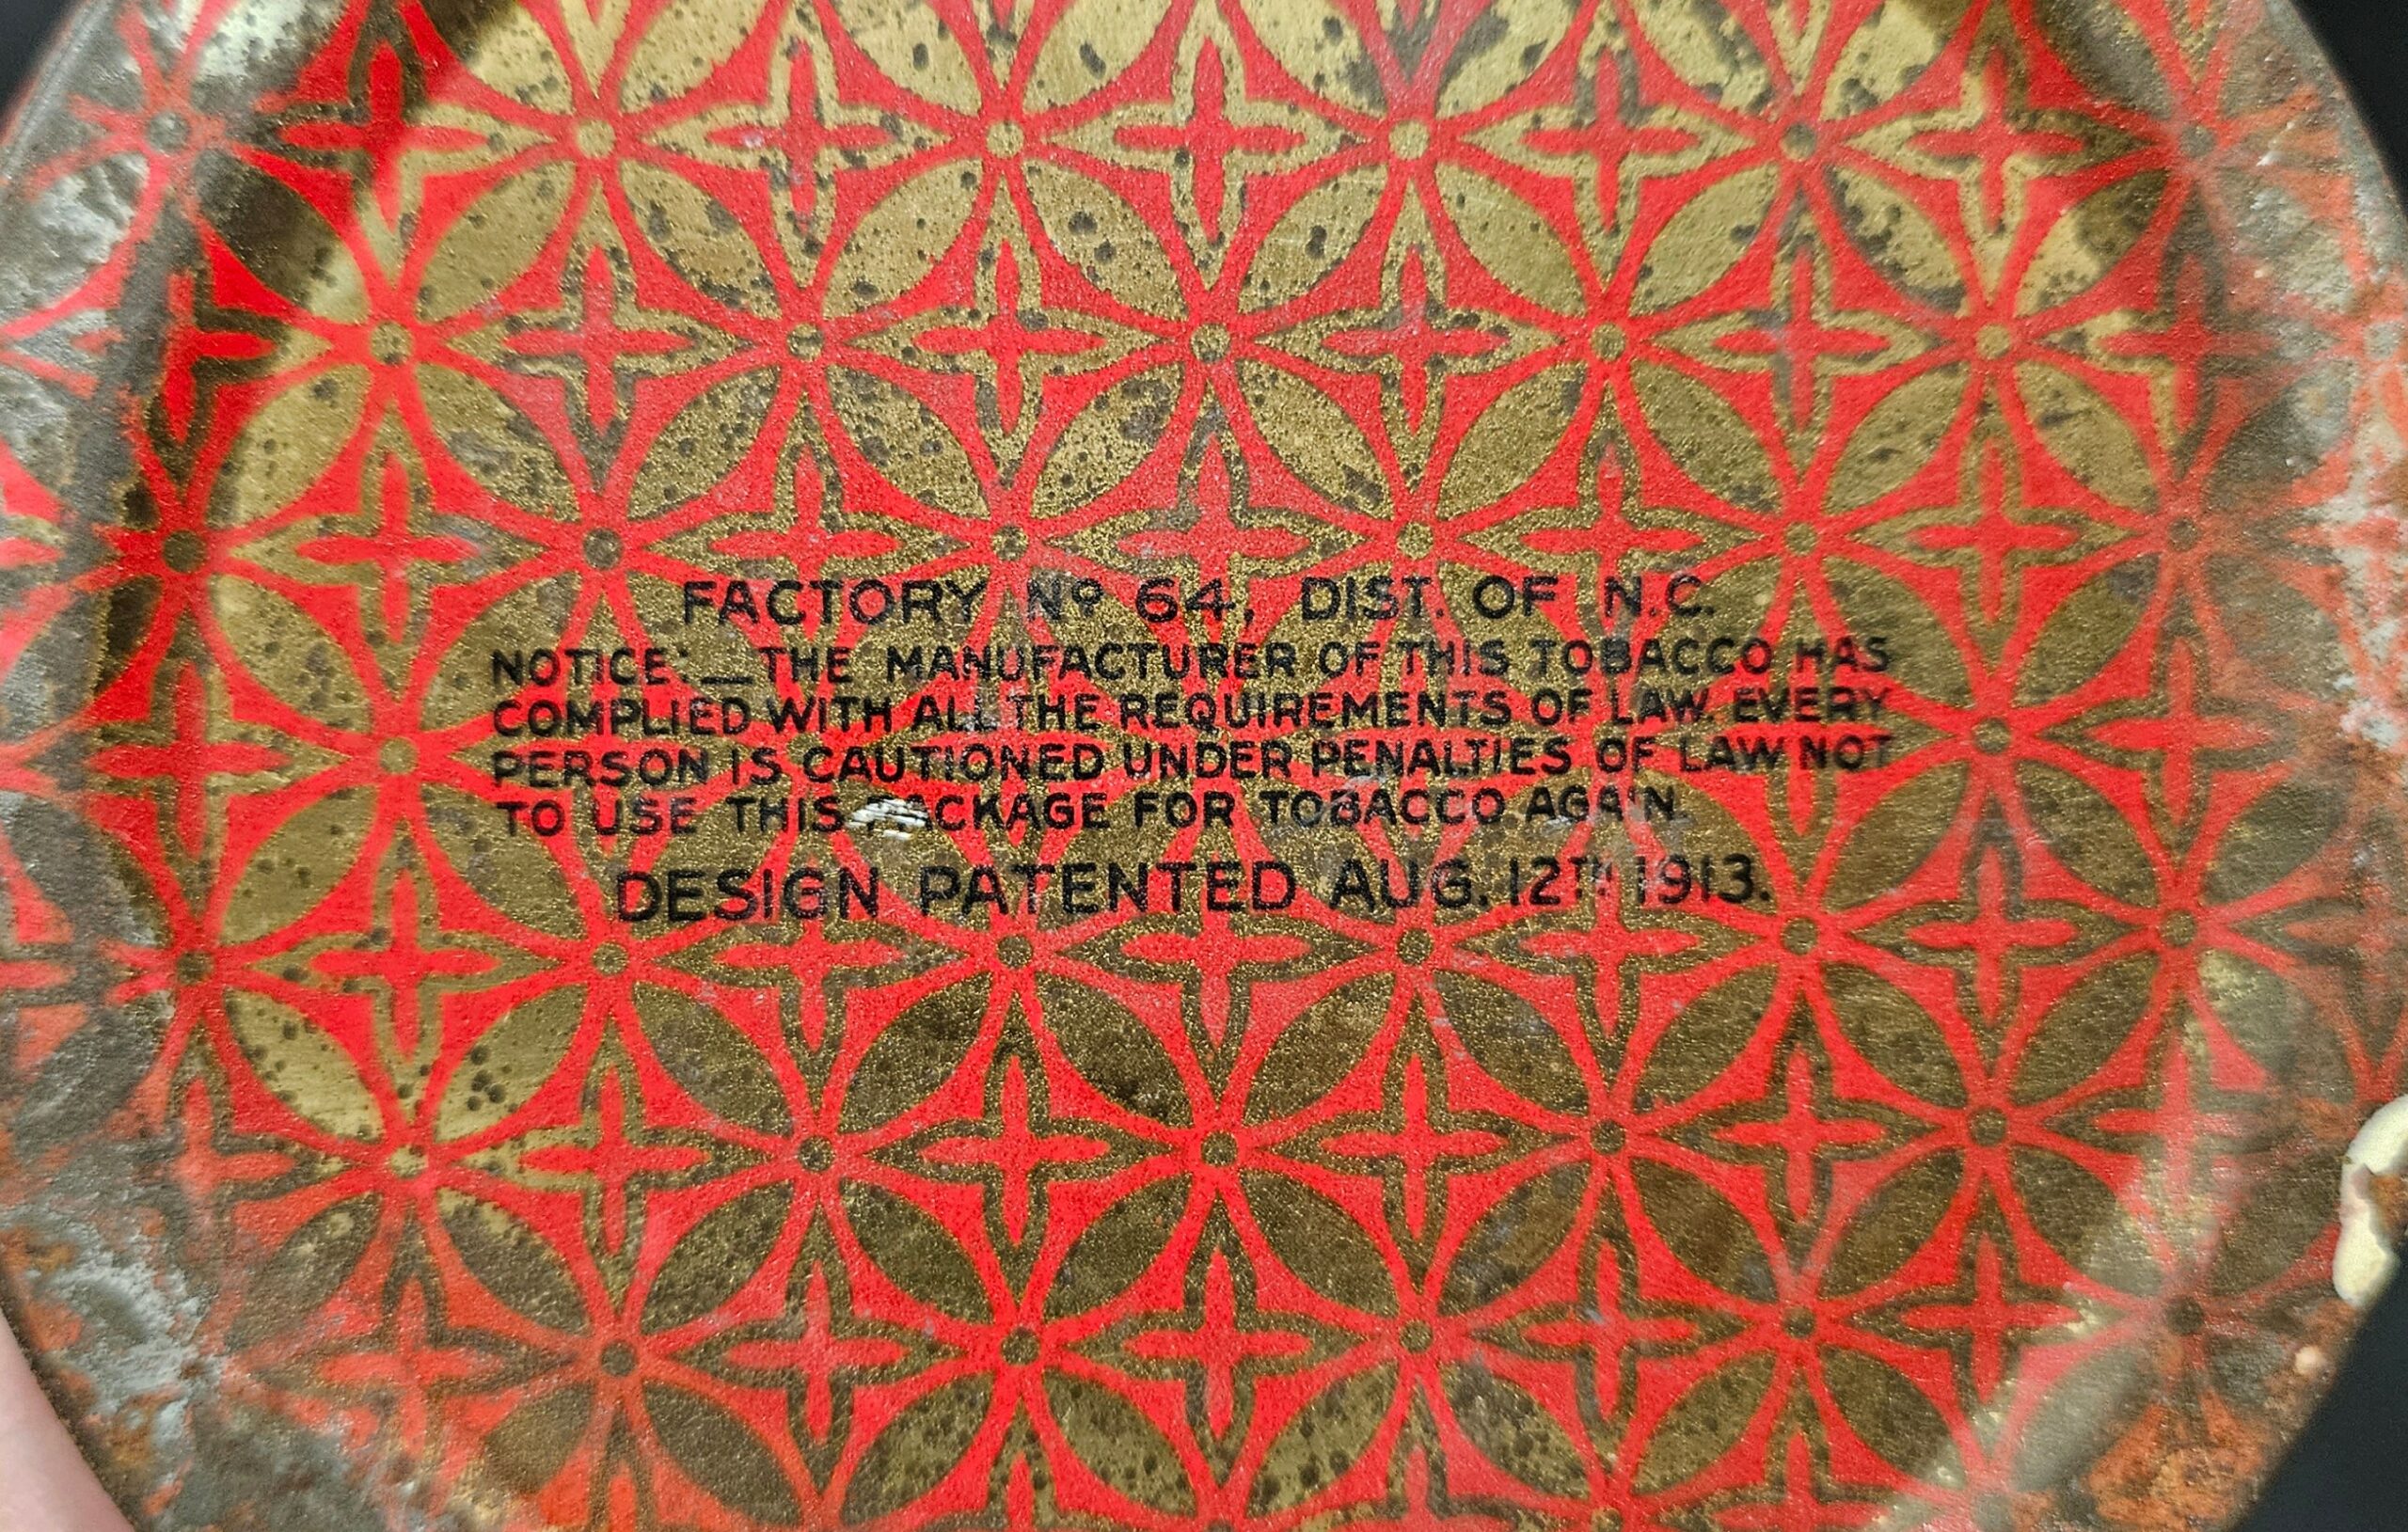 FACTORY Nº 64, DIST. OF N.C.
NOTICE:—THE MANUFACTURER OF THIS TOBACCO HAS
COMPLIED WITH ALL THE REQUIREMENTS OF LAW. EVERY
PERSON IS CAUTIONED UNDER PENALTIES OF LAW NOT
TO USE THIS PACKAGE FOR TOBACCO AGAIN.
DESIGN PATENTED AUG. 12TH 1913.